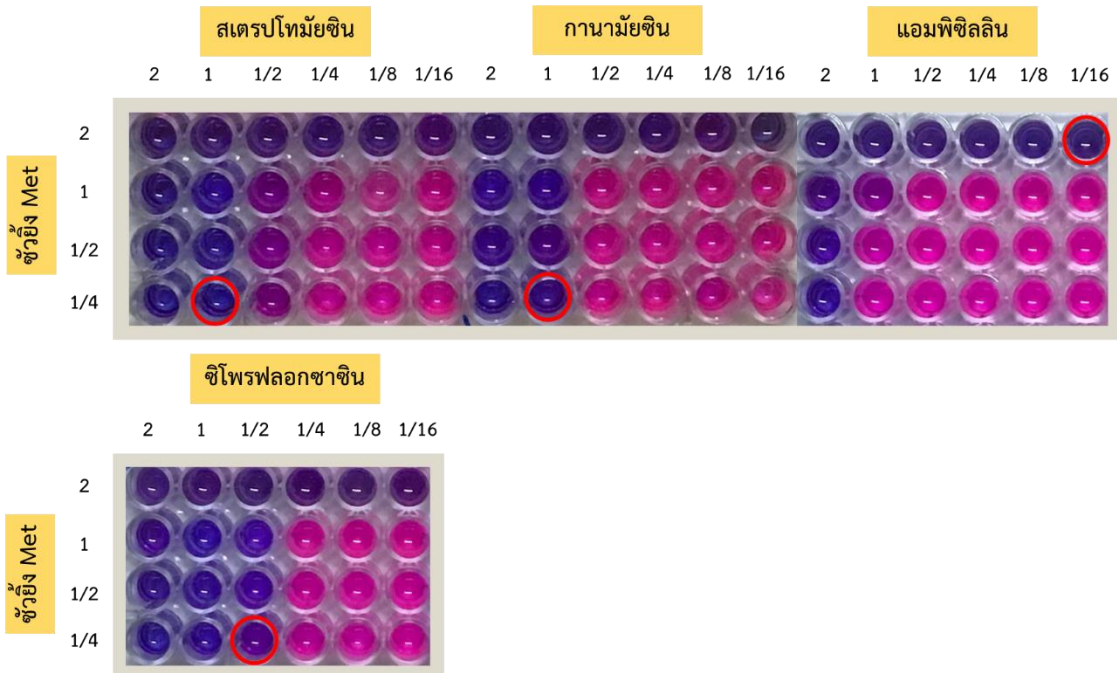 สเตรปโทมัยซิน กานามัยซิน แอมพิซิลลิน
2 1 1/2 1/4 1/8 1/16 2 1 1/2 1/4 1/8 1/16 2 1 1/2 1/4 1/8 1/16
ซัวยิ้ง Met
2
1
1/2
1/4
ซิโพรฟลอกซาซิน
2 1 1/2 1/4 1/8 1/16
ซัวยิ้ง Met
2
1
1/2
1/4